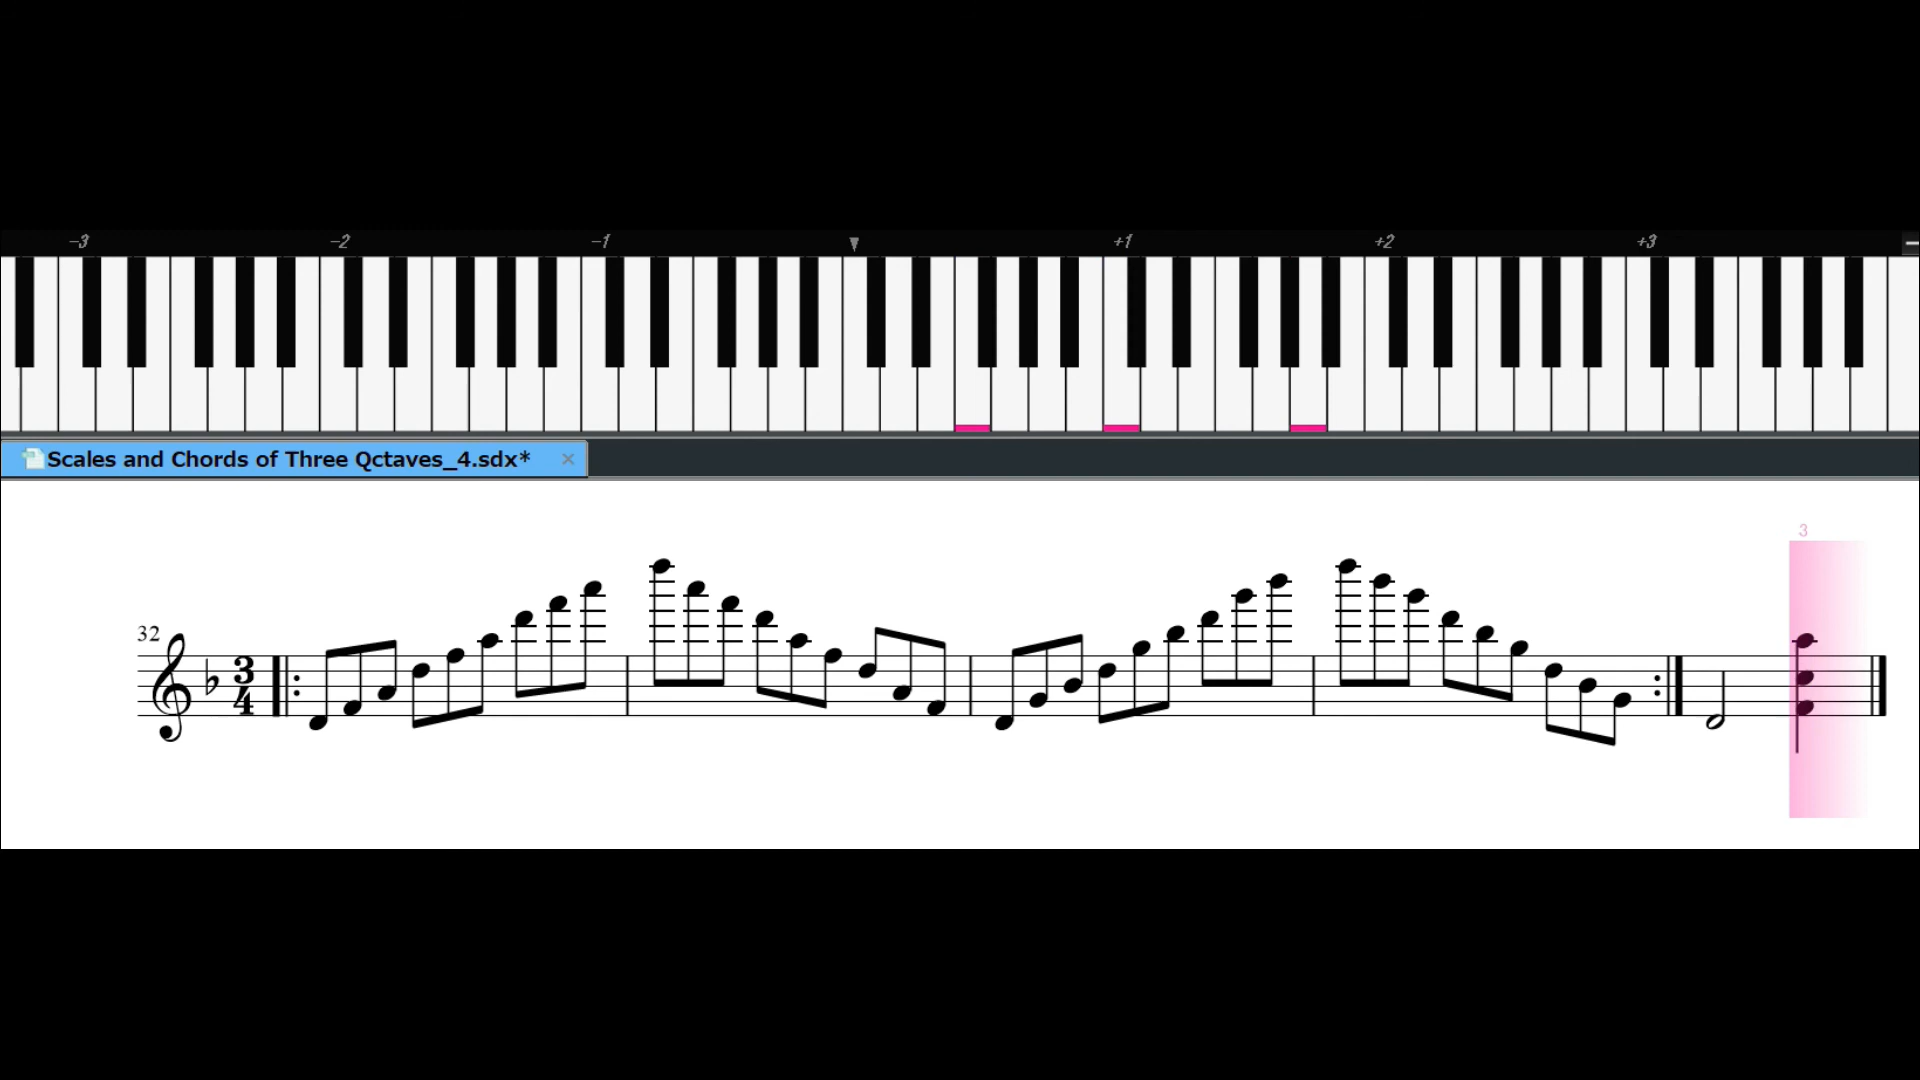 -3 -2 -1 +1 +2 +3
Scales and Chords of Three Qctaves_4.sdx* ×
3
32
3
4